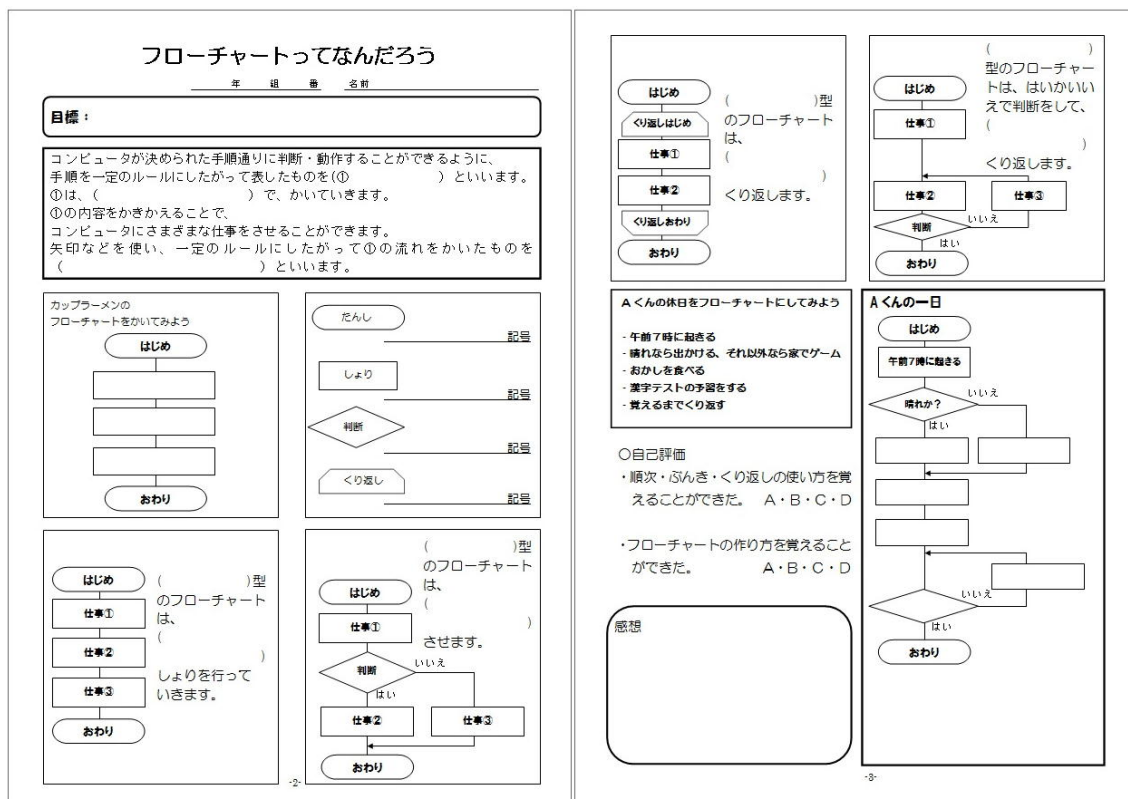 フローチャートってなんだろう
年 組 番 名前
目標：
コンピュータが決められた手順通りに判断・動作することができるように、
手順を一定のルールにしたがって表したものを(① ）といいます。
①は、( ）で、かいていきます。
①の内容をかきかえることで、
コンピュータにさまざまな仕事をさせることができます。
矢印などを使い、一定のルールにしたがって①の流れをかいたものを
( ）といいます。
カップラーメンの
フローチャートをかいてみよう
はじめ
おわり
たんし
記号
しょり
記号
判断
記号
くり返し
記号
はじめ
仕事①
仕事②
仕事③
おわり
( )型
のフローチャート
は、
(
)
しょりを行って
いきます。
( )型
のフローチャート
は、
(
)
させます。
はじめ
仕事①
判断
いいえ
はい
仕事②
仕事③
おわり
-2-
はじめ
くり返しはじめ
仕事①
仕事②
くり返しおわり
おわり
( )型
のフローチャート
は、
(
)
くり返します。
( )
型のフローチャー
トは、はいかいい
えで判断をして、
(
)
くり返します。
はじめ
仕事①
仕事②
仕事③
判断
いいえ
はい
おわり
Aくんの休日をフローチャートにしてみよう
- 午前7時に起きる
- 晴れなら出かける、それ以外なら家でゲーム
- おかしを食べる
- 漢字テストの予習をする
- 覚えるまでくり返す
○自己評価
・順次・ぶんき・くり返しの使い方を覚
えることができた。 A・B・C・D
・フローチャートの作り方を覚えること
ができた。 A・B・C・D
感想
Aくんの一日
はじめ
午前7時に起きる
晴れか？
いいえ
はい
いいえ
はい
おわり
-3-